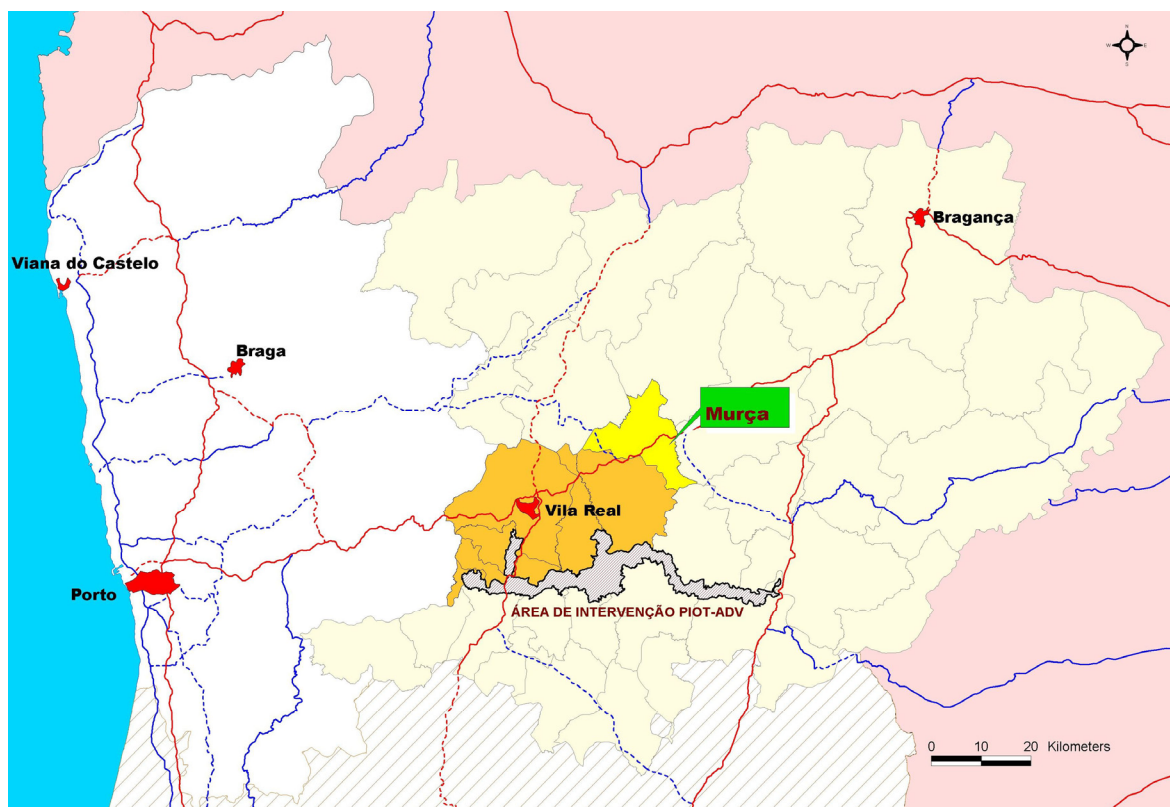 N
W
E
S
Bragança
Viana do Castelo
Braga
Murça
Vila Real
Porto
ÁREA DE INTERVENÇÃO PIOT-ADV
0 10 20 Kilometers